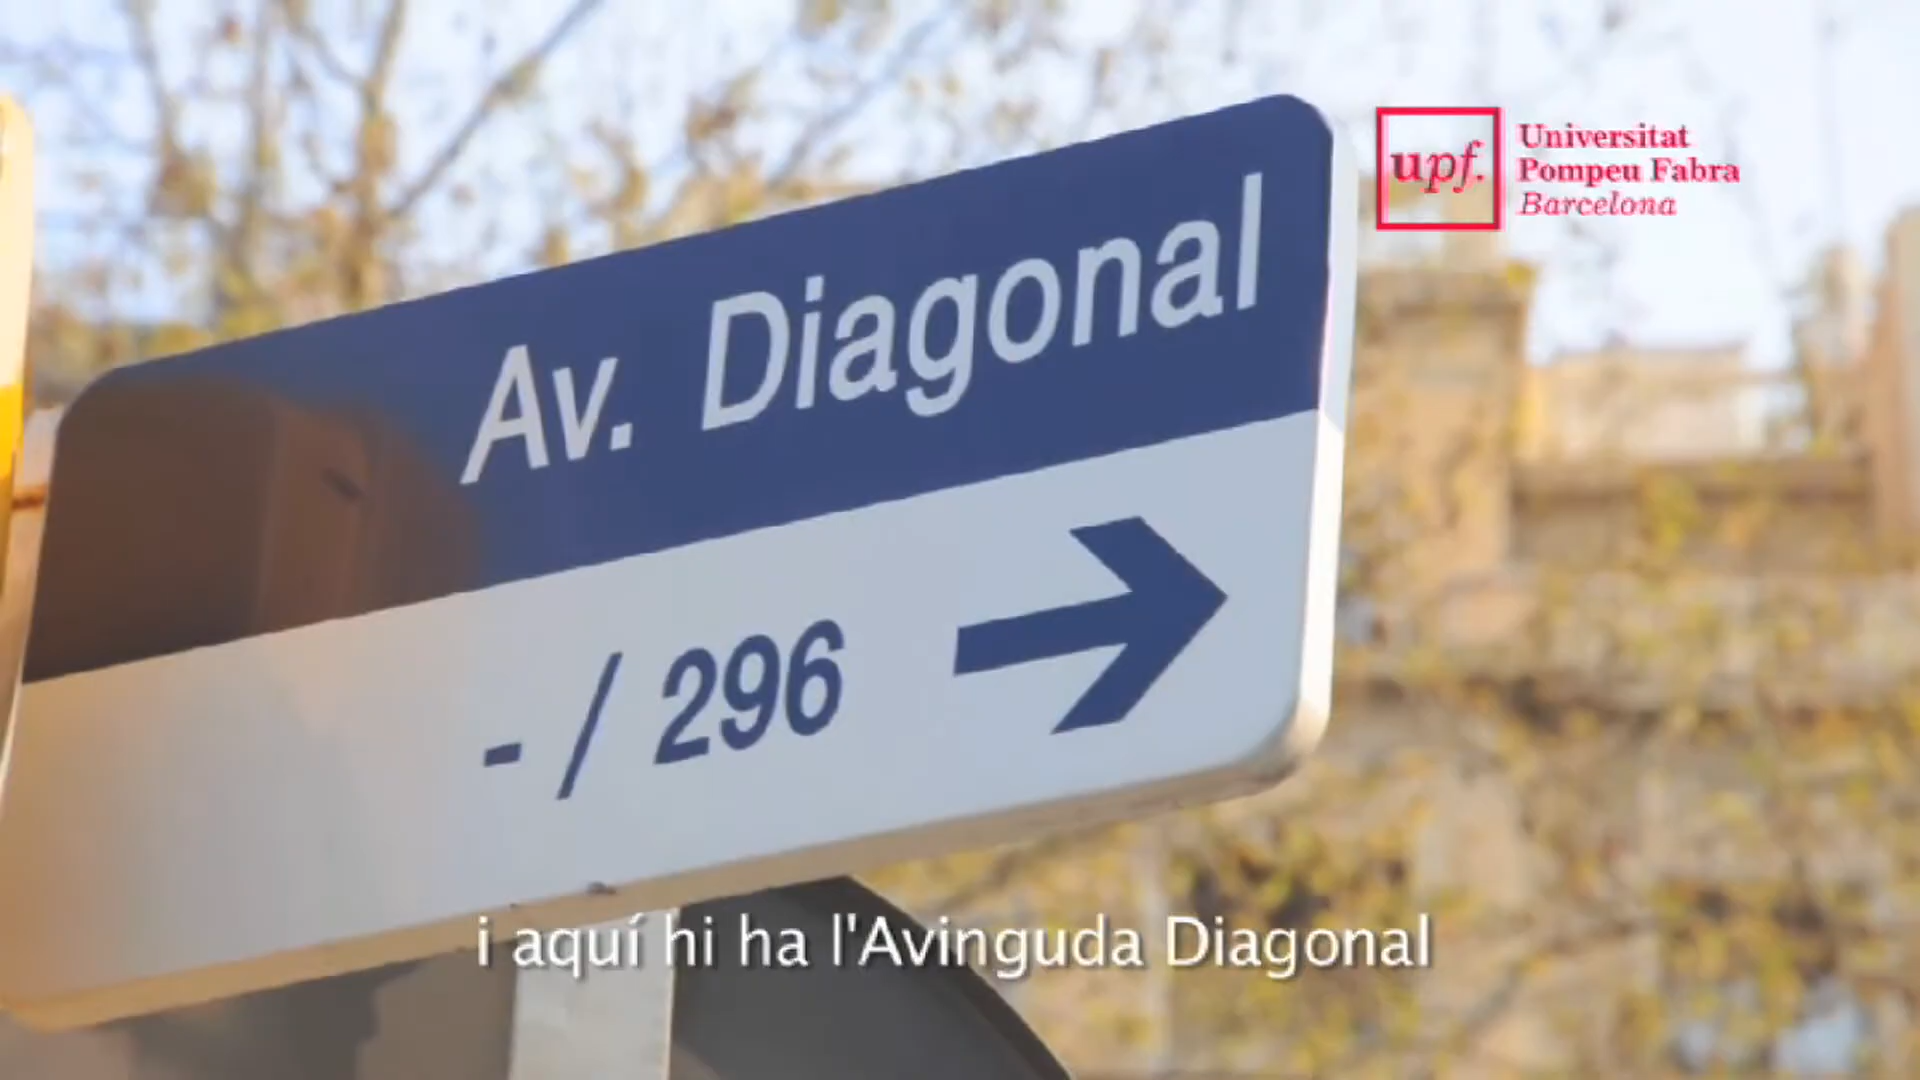 upf.
Universitat
Pompeu Fabra
Barcelona
Av. Diagonal
- / 296
i aquí hi ha l'Avinguda Diagonal